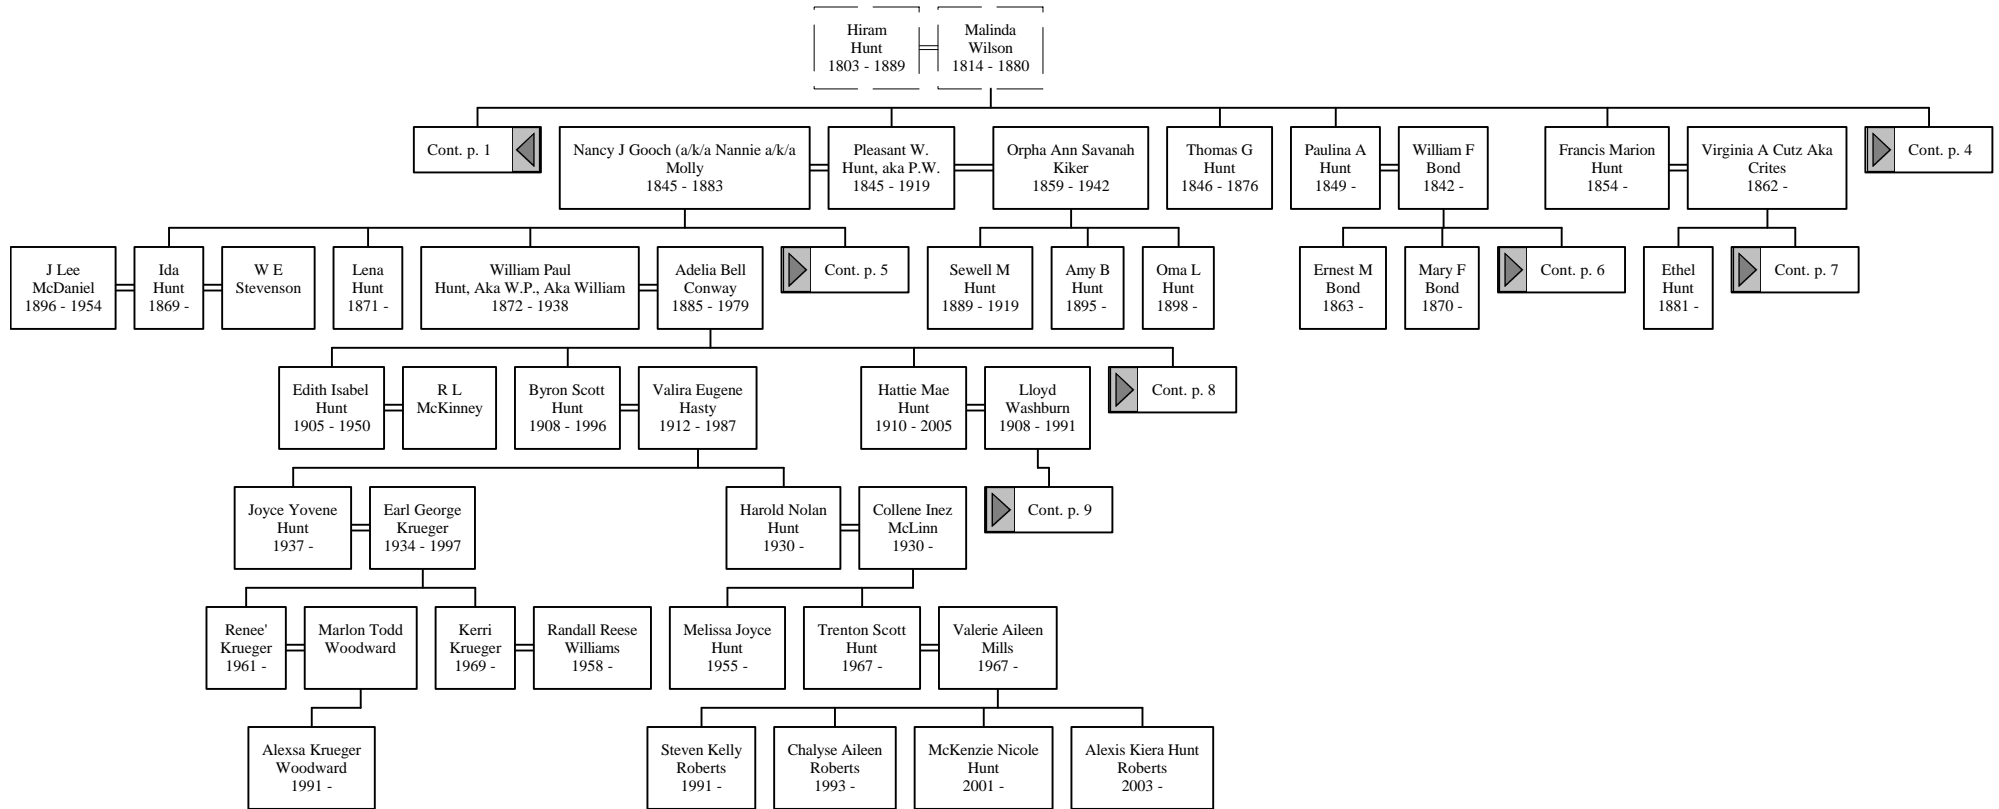 Hiram
Hunt
1803 - 1889
Malinda
Wilson
1814 - 1880
Cont. p. 1
Nancy J Gooch (a/k/a Nannie a/k/a
Molly
1845 - 1883
Pleasant W.
Hunt, aka P.W.
1845 - 1919
Orpha Ann Savanah
Kiker
1859 - 1942
Thomas G
Hunt
1846 - 1876
Paulina A
Hunt
1849 -
William F
Bond
1842 -
Francis Marion
Hunt
1854 -
Virginia A Cutz Aka
Crites
1862 -
Cont. p. 4
J Lee
McDaniel
1896 - 1954
Ida
Hunt
1869 -
W E
Stevenson
Lena
Hunt
1871 -
William Paul
Hunt, Aka W.P., Aka William
1872 - 1938
Adelia Bell
Conway
1885 - 1979
Cont. p. 5
Sewell M
Hunt
1889 - 1919
Amy B
Hunt
1895 -
Oma L
Hunt
1898 -
Ernest M
Bond
1863 -
Mary F
Bond
1870 -
Cont. p. 6
Ethel
Hunt
1881 -
Cont. p. 7
Edith Isabel
Hunt
1905 - 1950
R L
McKinney
Byron Scott
Hunt
1908 - 1996
Valira Eugene
Hasty
1912 - 1987
Hattie Mae
Hunt
1910 - 2005
Lloyd
Washburn
1908 - 1991
Cont. p. 8
Joyce Yovene
Hunt
1937 -
Earl George
Krueger
1934 - 1997
Harold Nolan
Hunt
1930 -
Collene Inez
McLinn
1930 -
Cont. p. 9
Renee'
Krueger
1961 -
Marlon Todd
Woodward
Kerri
Krueger
1969 -
Randall Reese
Williams
1958 -
Melissa Joyce
Hunt
1955 -
Trenton Scott
Hunt
1967 -
Valerie Aileen
Mills
1967 -
Alexsa Krueger
Woodward
1991 -
Steven Kelly
Roberts
1991 -
Chalyse Aileen
Roberts
1993 -
McKenzie Nicole
Hunt
2001 -
Alexis Kiera Hunt
Roberts
2003 -